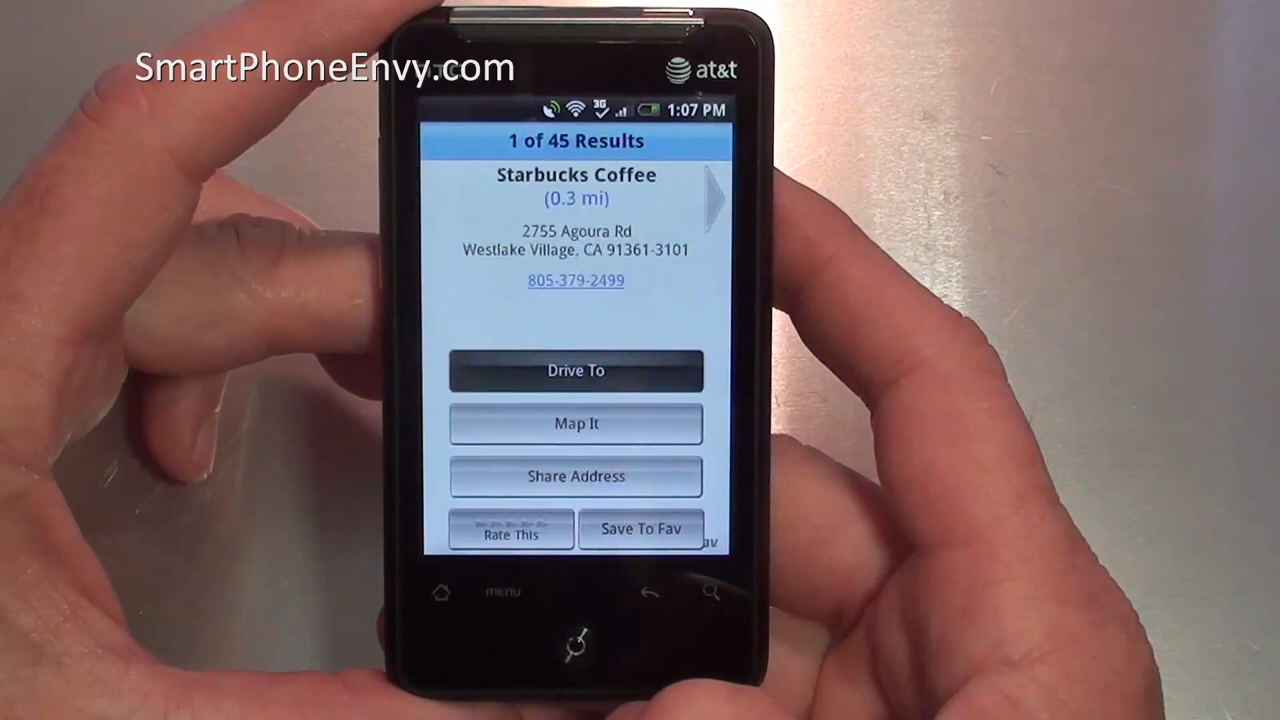 SmartPhoneEnvy.com
at&t
3G
1:07 PM
1 of 45 Results
Starbucks Coffee
(0.3 mi)
2755 Agoura Rd
Westlake Village, CA 91361-3101
805-379-2499
Drive To
Map It
Share Address
Rate This
Save To Fav
menu